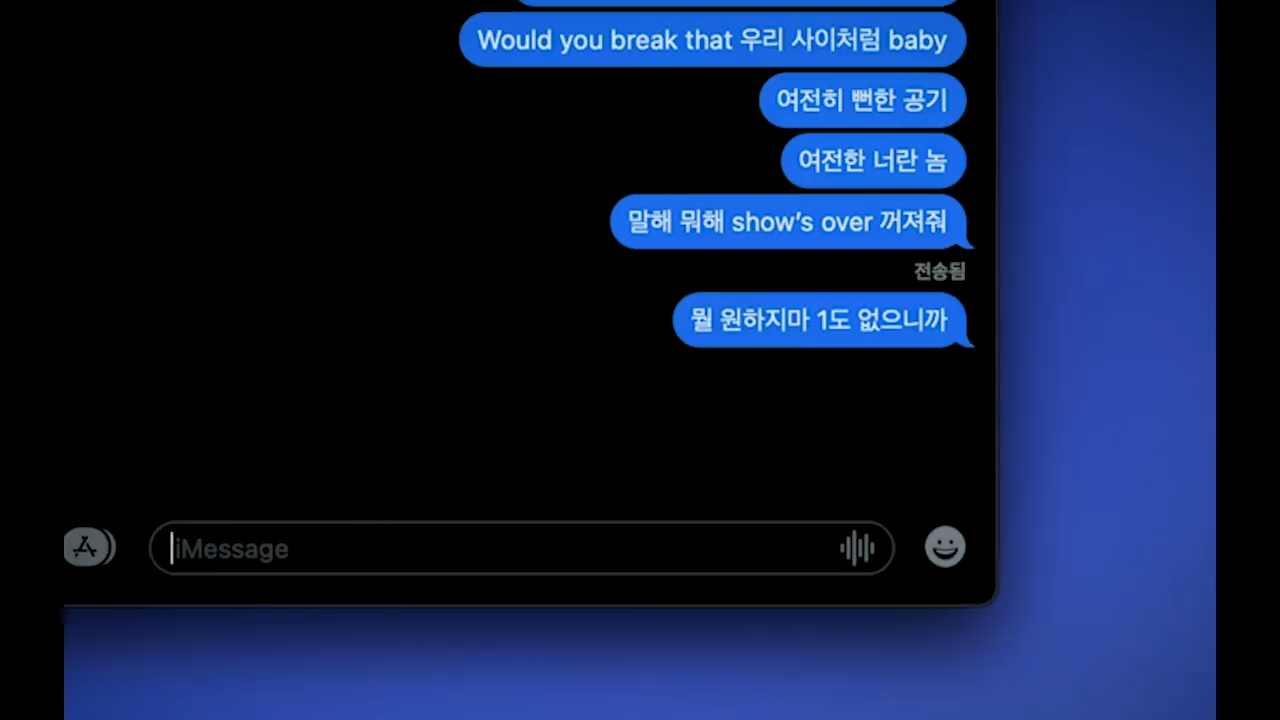 Would you break that 우리 사이처럼 baby
여전히 뻔한 공기
여전한 너란 놈
말해 뭐해 show's over 꺼져줘
전송됨
뭘 원하지마 1도 없으니까
iMessage